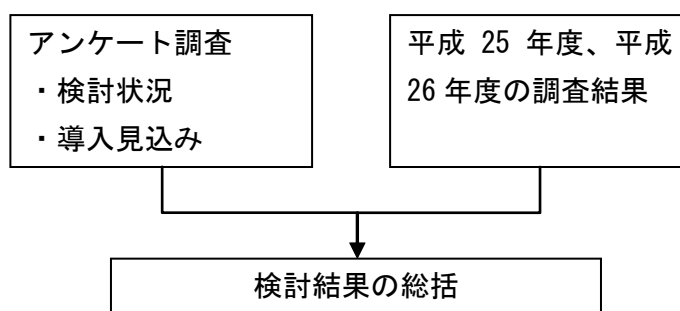 アンケート調査
・検討状況
・導入見込み
平成 25 年度、平成
26 年度の調査結果
検討結果の総括